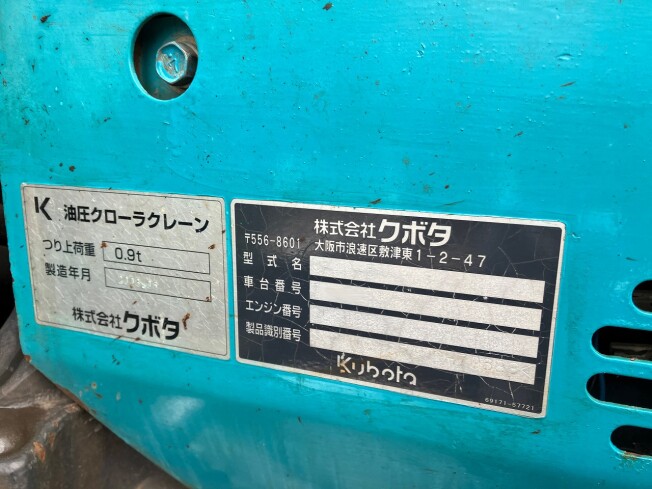 K 油圧クローラクレーン
つり上荷重 0.9t
製造年月
株式会社クボタ
株式会社クボタ
〒556-8601 大阪市浪速区敷津東1-2-47
型式名
車台番号
エンジン番号
製品識別番号
Kubota
69171-57721